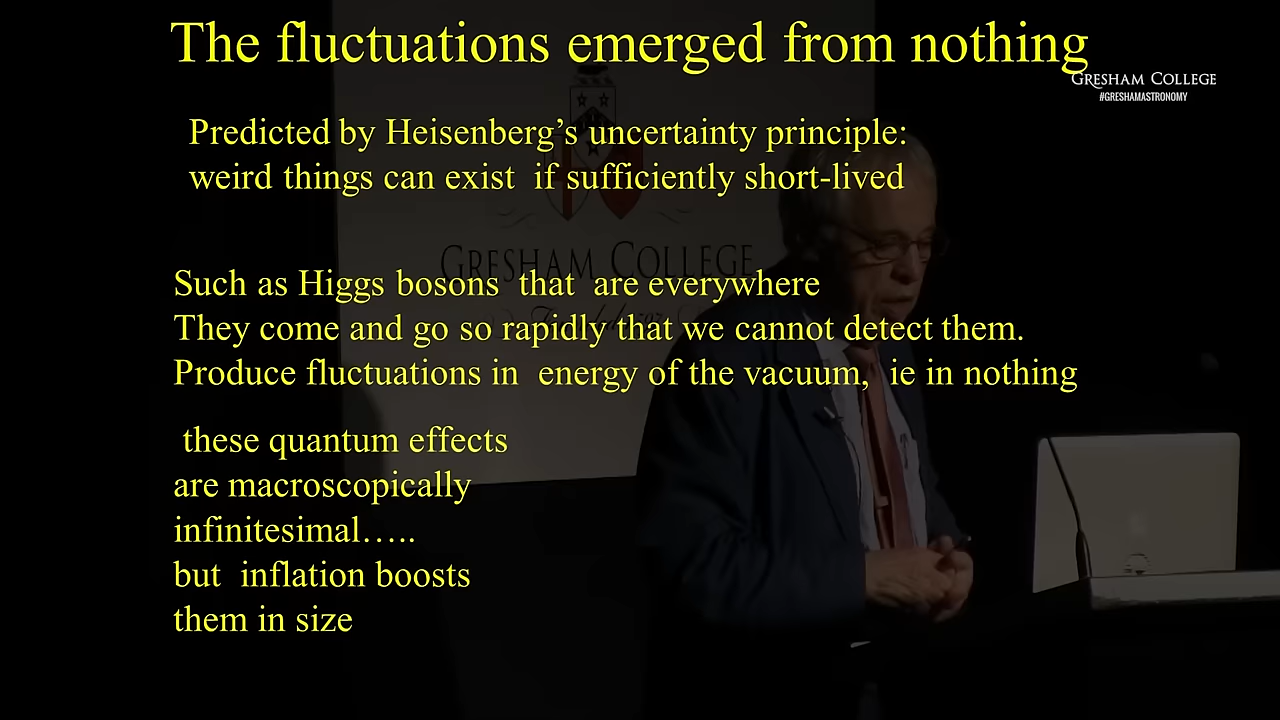 The fluctuations emerged from nothing
GRESHAM COLLEGE
#GRESHAMASTRONOMY
Predicted by Heisenberg’s uncertainty principle:
weird things can exist if sufficiently short-lived
GRESHAM COLLEGE
Such as Higgs bosons that are everywhere
They come and go so rapidly that we cannot detect them.
Produce fluctuations in energy of the vacuum, ie in nothing
these quantum effects
are macroscopically
infinitesimal…..
but inflation boosts
them in size